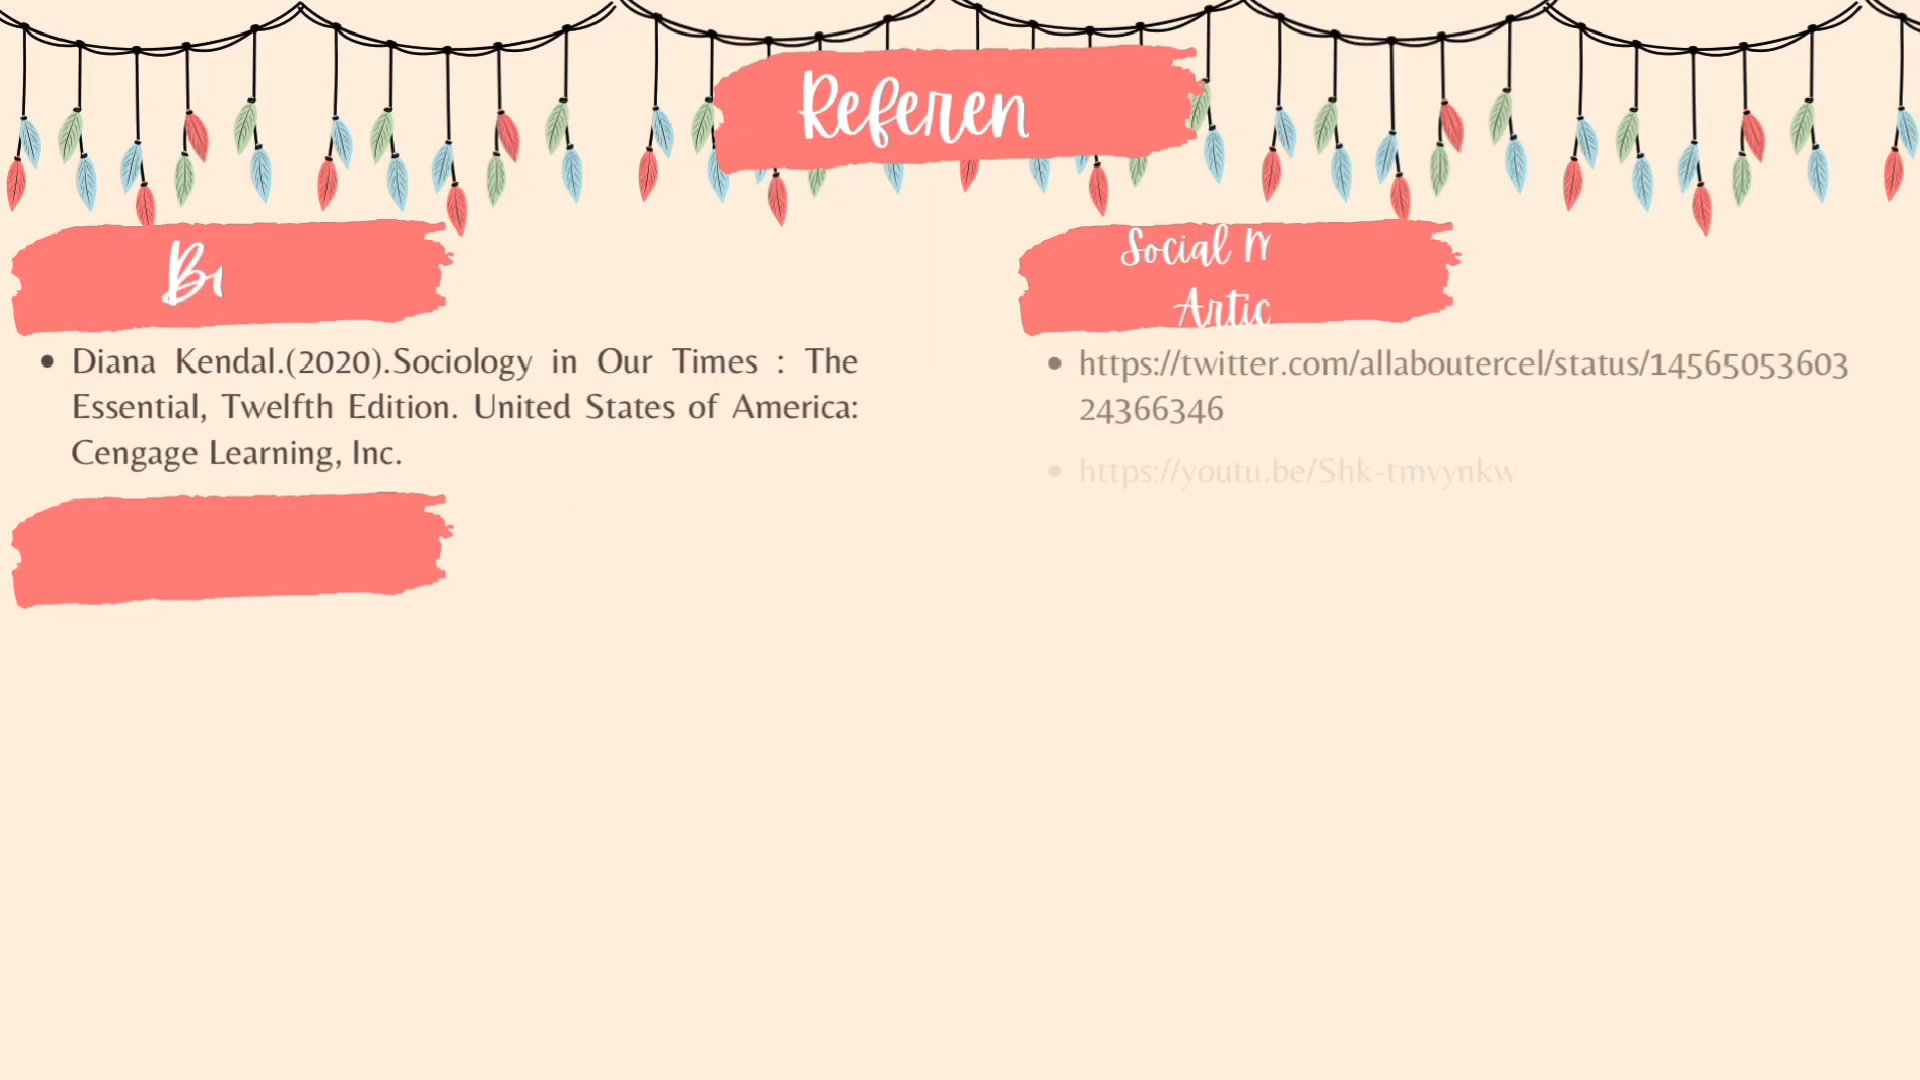 Referen
B
Diana Kendal.(2020).Sociology in Our Times : The
Essential, Twelfth Edition. United States of America:
Cengage Learning, Inc.
Social M
Artic
https://twitter.com/allaboutercel/status/14565053603
24366346
https://youtu.be/Shk-tmvynkw